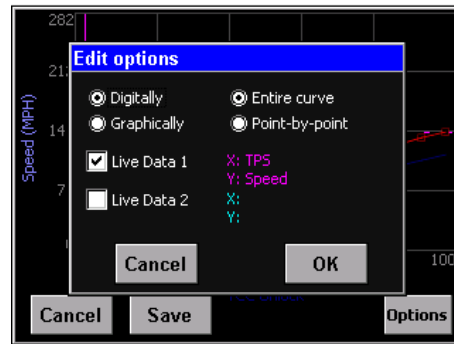 282
Edit options
21
Digitally
Entire curve
Speed (MPH)
14
Graphically
Point-by-point
Live Data 1
X: TPS
Y: Speed
7
Live Data 2
X:
Y:
Cancel
OK
100
Cancel
Save
Options